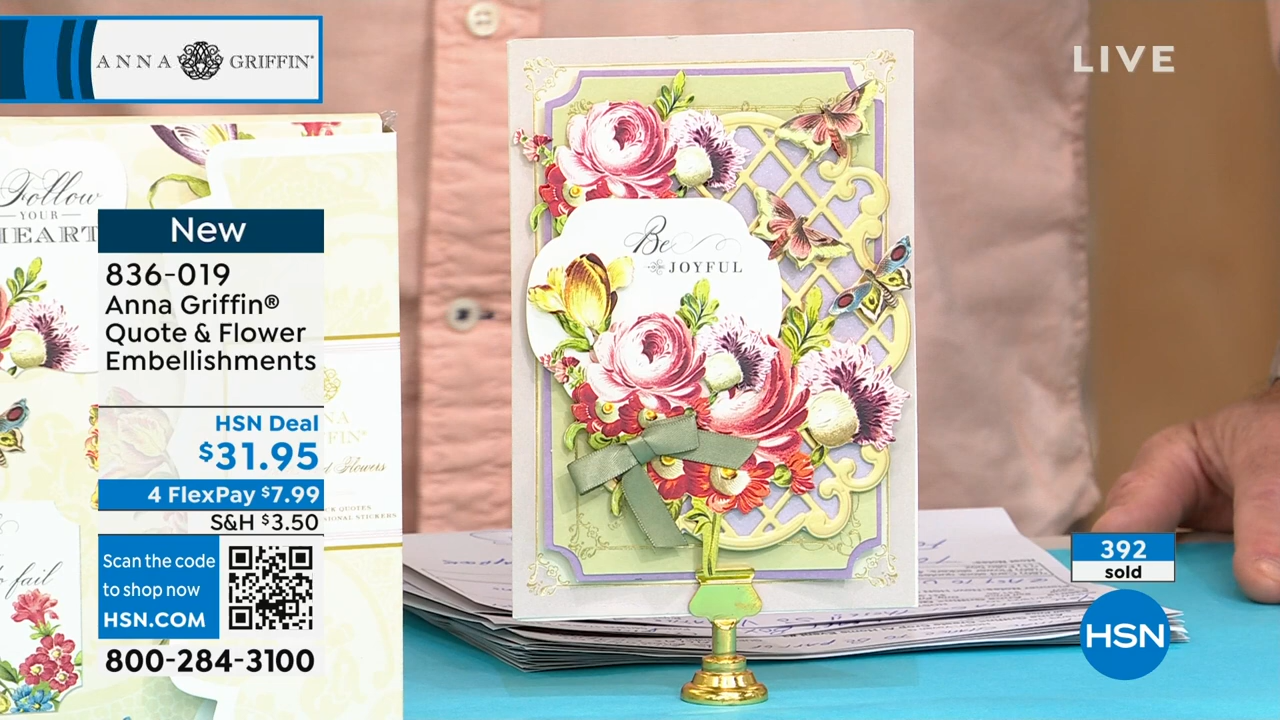 ANNA GRIFFIN®
LIVE
Follow
YOUR
HEART
New
836-019
Anna Griffin®
Quote & Flower
Embellishments
HSN Deal
$31.95
4 FlexPay $7.99
S&H $3.50
Scan the code
to shop now
HSN.COM
800-284-3100
Be
JOYFUL
fail
392
sold
HSN